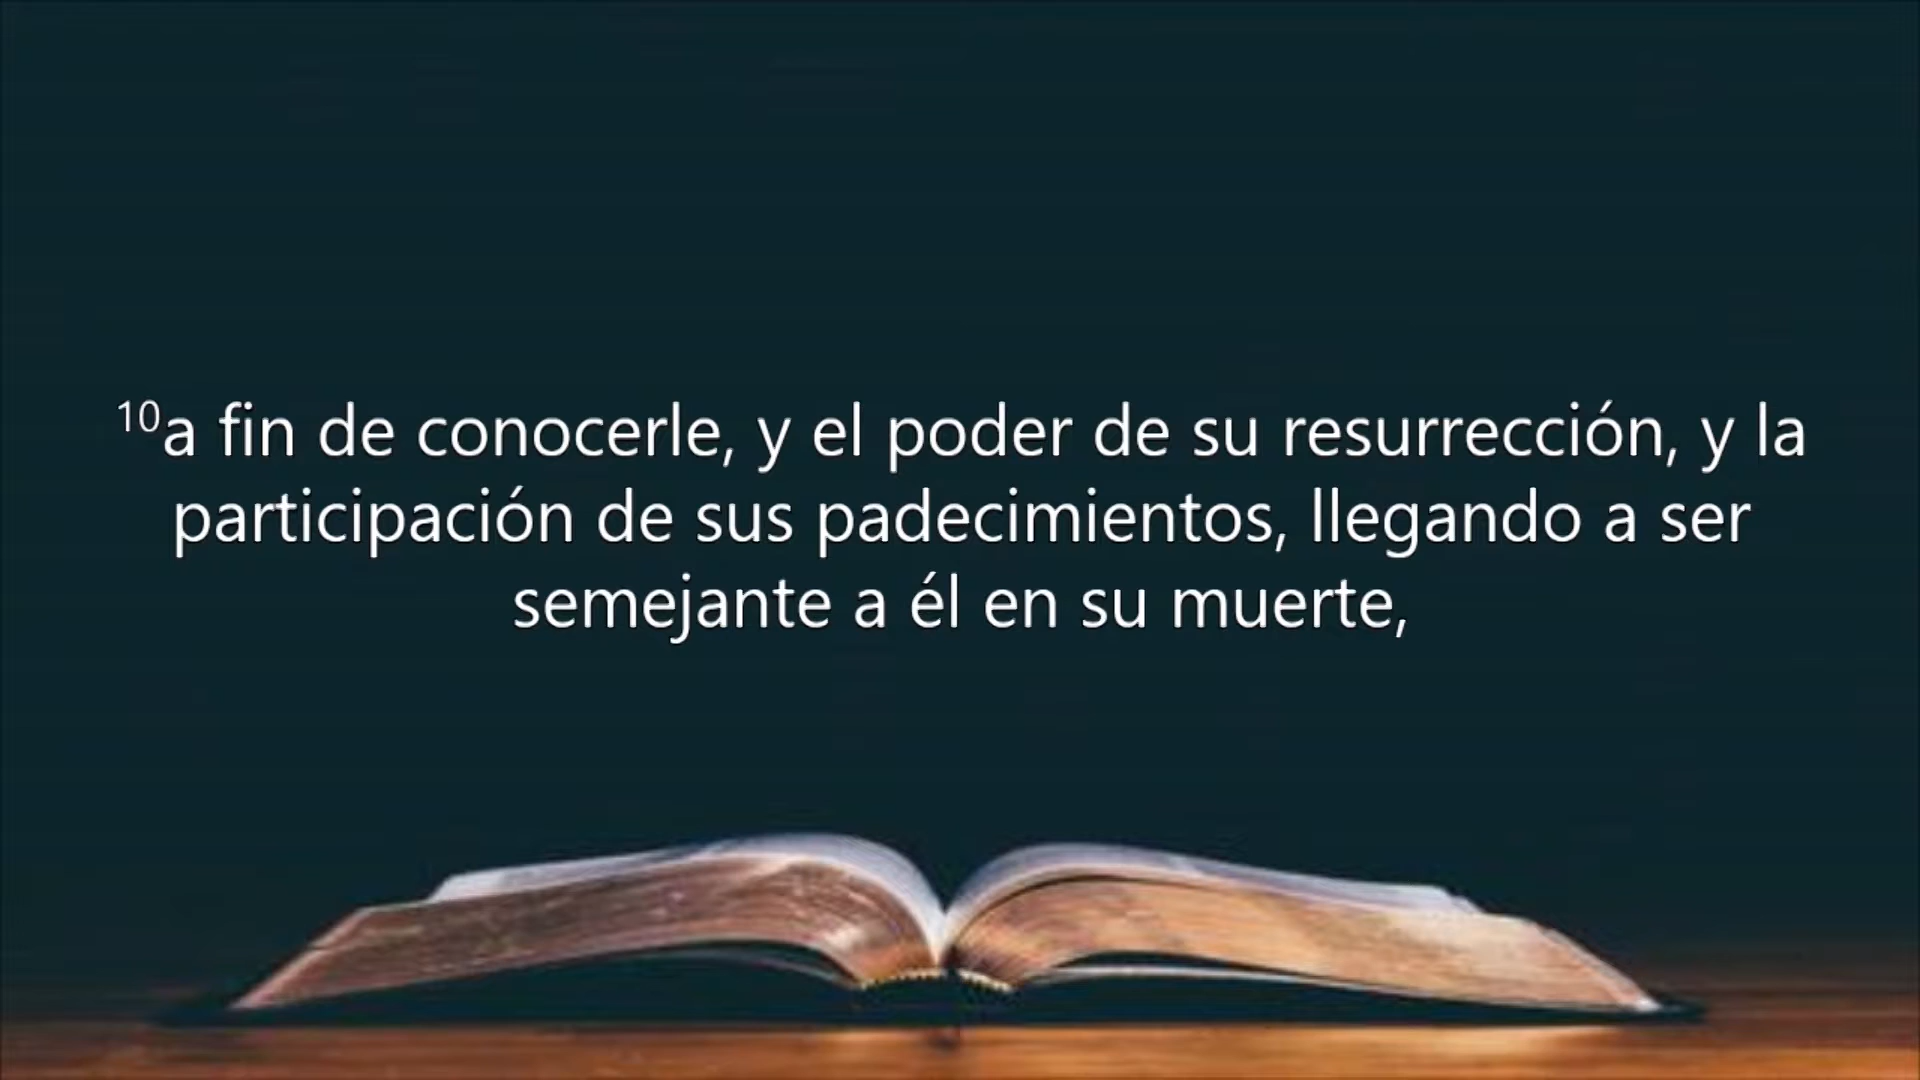 10a fin de conocerle, y el poder de su resurrección, y la
participación de sus padecimientos, llegando a ser
semejante a él en su muerte,